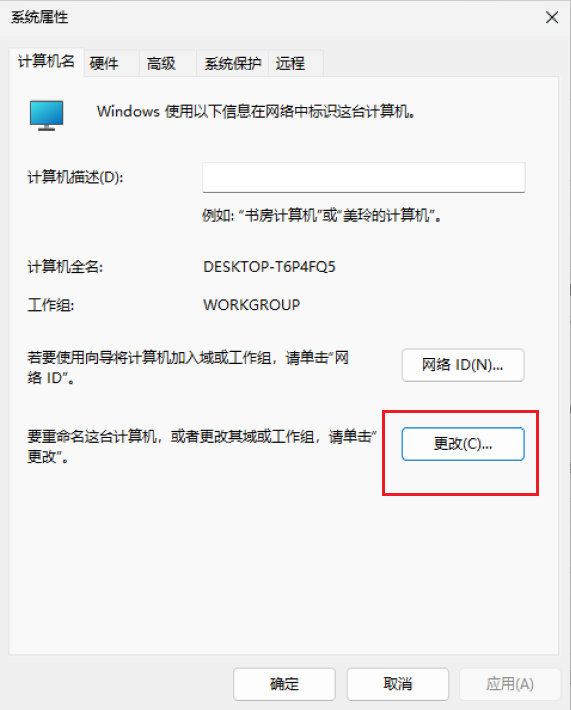 系统属性
计算机名 硬件 高级 系统保护 远程
Windows 使用以下信息在网络中标识这台计算机。
计算机描述(D):
例如: “书房计算机”或“美玲的计算机”。
计算机全名: DESKTOP-T6P4FQ5
工作组: WORKGROUP
若要使用向导将计算机加入域或工作组，请单击“网
络 ID”。
网络 ID(N)...
要重命名这台计算机，或者更改其域或工作组，请单击“
更改”。
更改(C)...
确定 取消 应用(A)